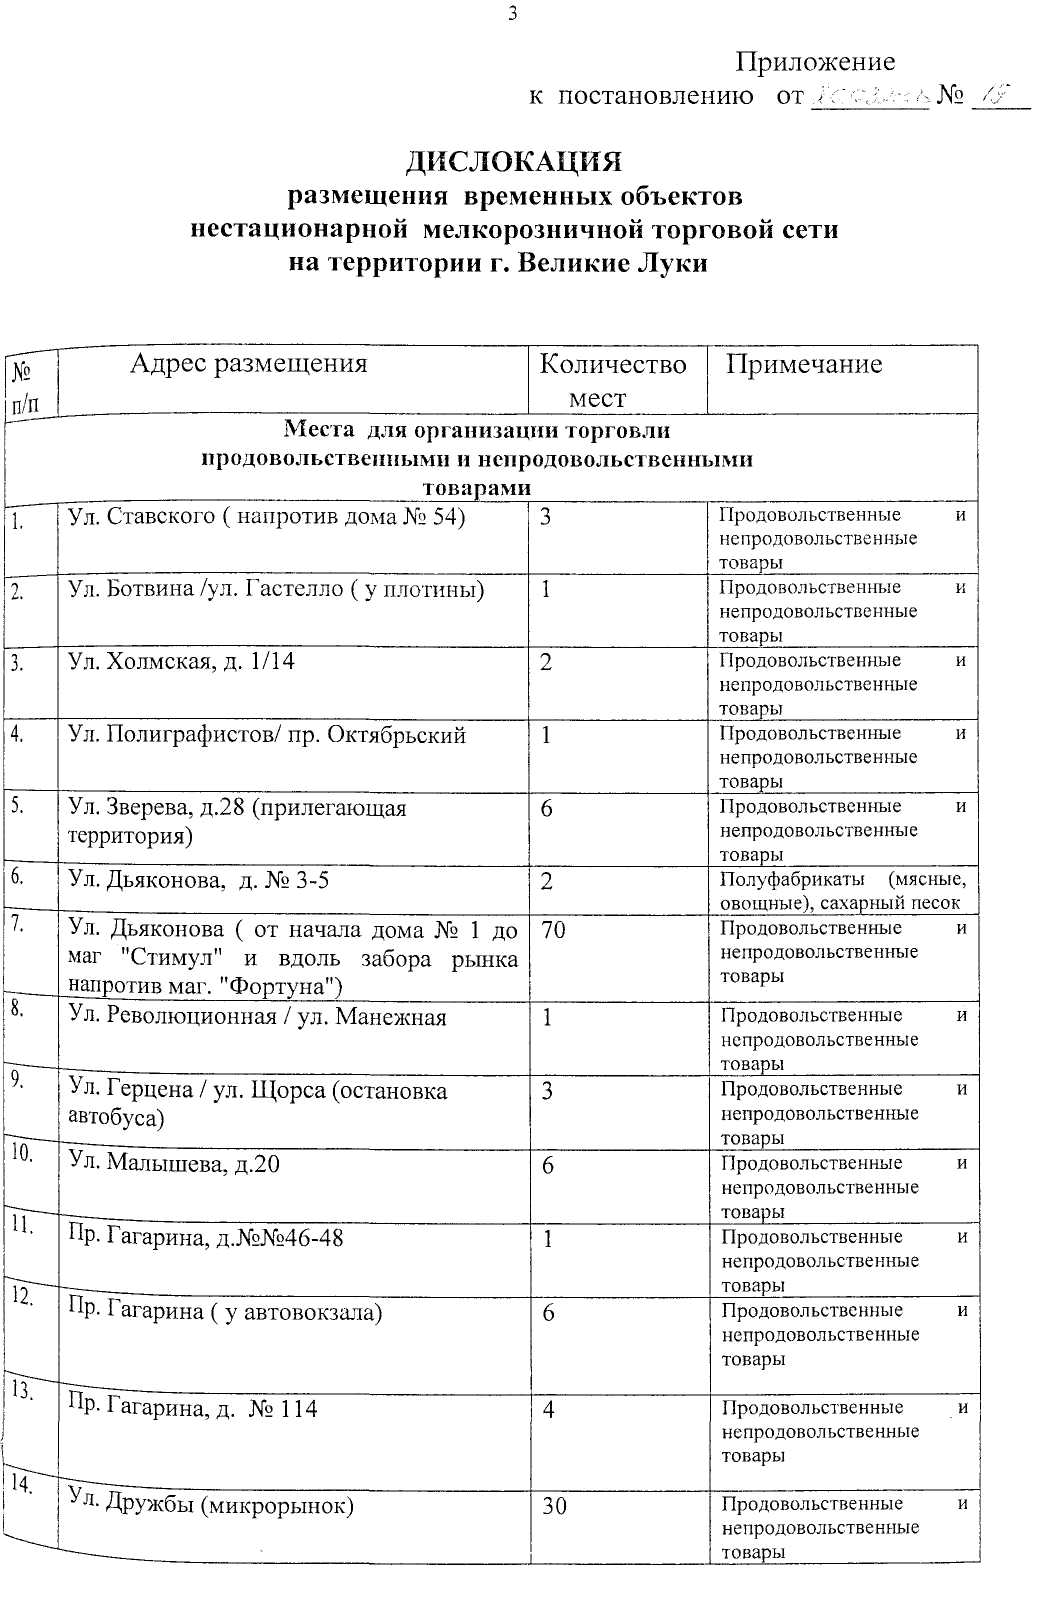 3
Приложение
к постановлению от № 15
ДИСЛОКАЦИЯ
размещения временных объектов
нестационарной мелкорозничной торговой сети
на территории г. Великие Луки
№ Адрес размещения Количество Примечание
п/п мест
Места для организации торговли
продовольственными и непродовольственными
товарами
1. Ул. Ставского ( напротив дома № 54) 3 Продовольственные и
непродовольственные
товары
2. Ул. Ботвина /ул. Гастелло ( у плотины) 1 Продовольственные и
непродовольственные
товары
3. Ул. Холмская, д. 1/14 2 Продовольственные и
непродовольственные
товары
4. Ул. Полиграфистов/ пр. Октябрьский 1 Продовольственные и
непродовольственные
товары
5. Ул. Зверева, д.28 (прилегающая 6 Продовольственные и
территория) непродовольственные
товары
6. Ул. Дьяконова, д. № 3-5 2 Полуфабрикаты (мясные,
овощные), сахарный песок
7. Ул. Дьяконова ( от начала дома № 1 до 70 Продовольственные и
маг "Стимул" и вдоль забора рынка непродовольственные
напротив маг. "Фортуна") товары
8. Ул. Революционная / ул. Манежная 1 Продовольственные и
непродовольственные
товары
9. Ул. Герцена / ул. Щорса (остановка 3 Продовольственные и
автобуса) непродовольственные
товары
10. Ул. Малышева, д.20 6 Продовольственные и
непродовольственные
товары
11. Пр. Гагарина, д.№№46-48 1 Продовольственные и
непродовольственные
товары
12. Пр. Гагарина ( у автовокзала) 6 Продовольственные и
непродовольственные
товары
13. Пр. Гагарина, д. № 114 4 Продовольственные и
непродовольственные
товары
14. Ул. Дружбы (микрорынок) 30 Продовольственные и
непродовольственные
товары